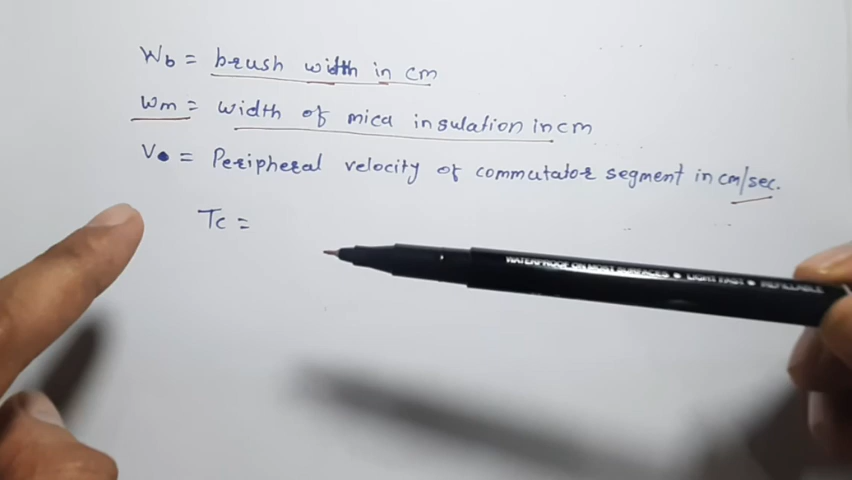 Wb = brush width in cm
Wm = width of mica insulation in cm
V = Peripheral velocity of commutator segment in cm/sec.
Tc =
WATERPROOF ON MOST SURFACES ● LIGHT FAST ● REFILLABLE